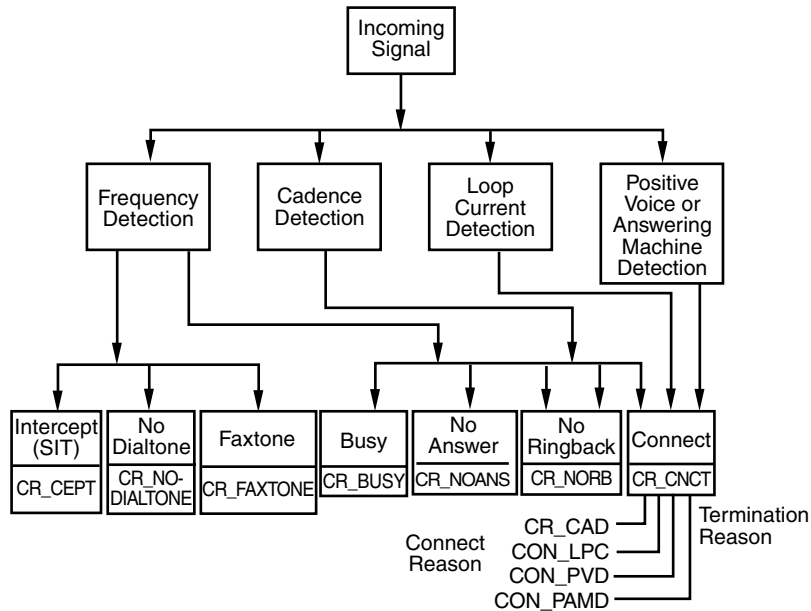 Incoming
Signal
Frequency
Detection
Cadence
Detection
Loop
Current
Detection
Positive
Voice or
Answering
Machine
Detection
Intercept
(SIT)
CR_CEPT
No
Dialtone
CR_NO-
DIALTONE
Faxtone
CR_FAXTONE
Busy
CR_BUSY
No
Answer
CR_NOANS
No
Ringback
CR_NORB
Connect
CR_CNCT
Connect
Reason
CR_CAD
CON_LPC
CON_PVD
CON_PAMD
Termination
Reason